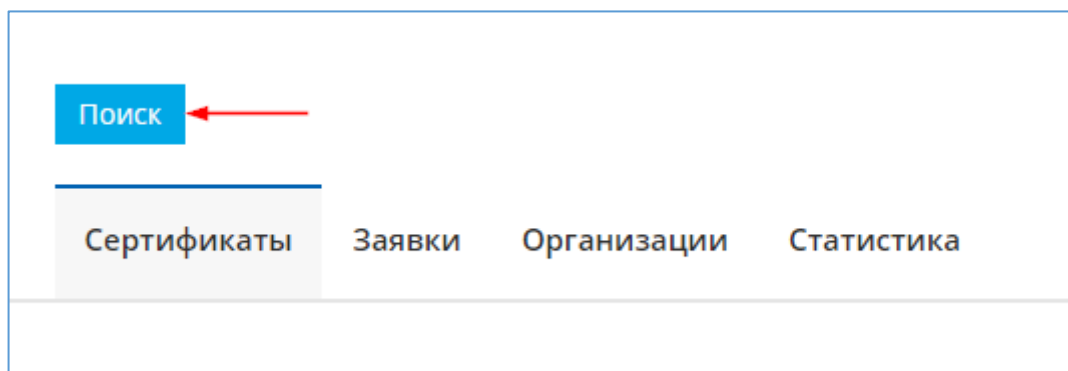 Поиск
Сертификаты Заявки Организации Статистика